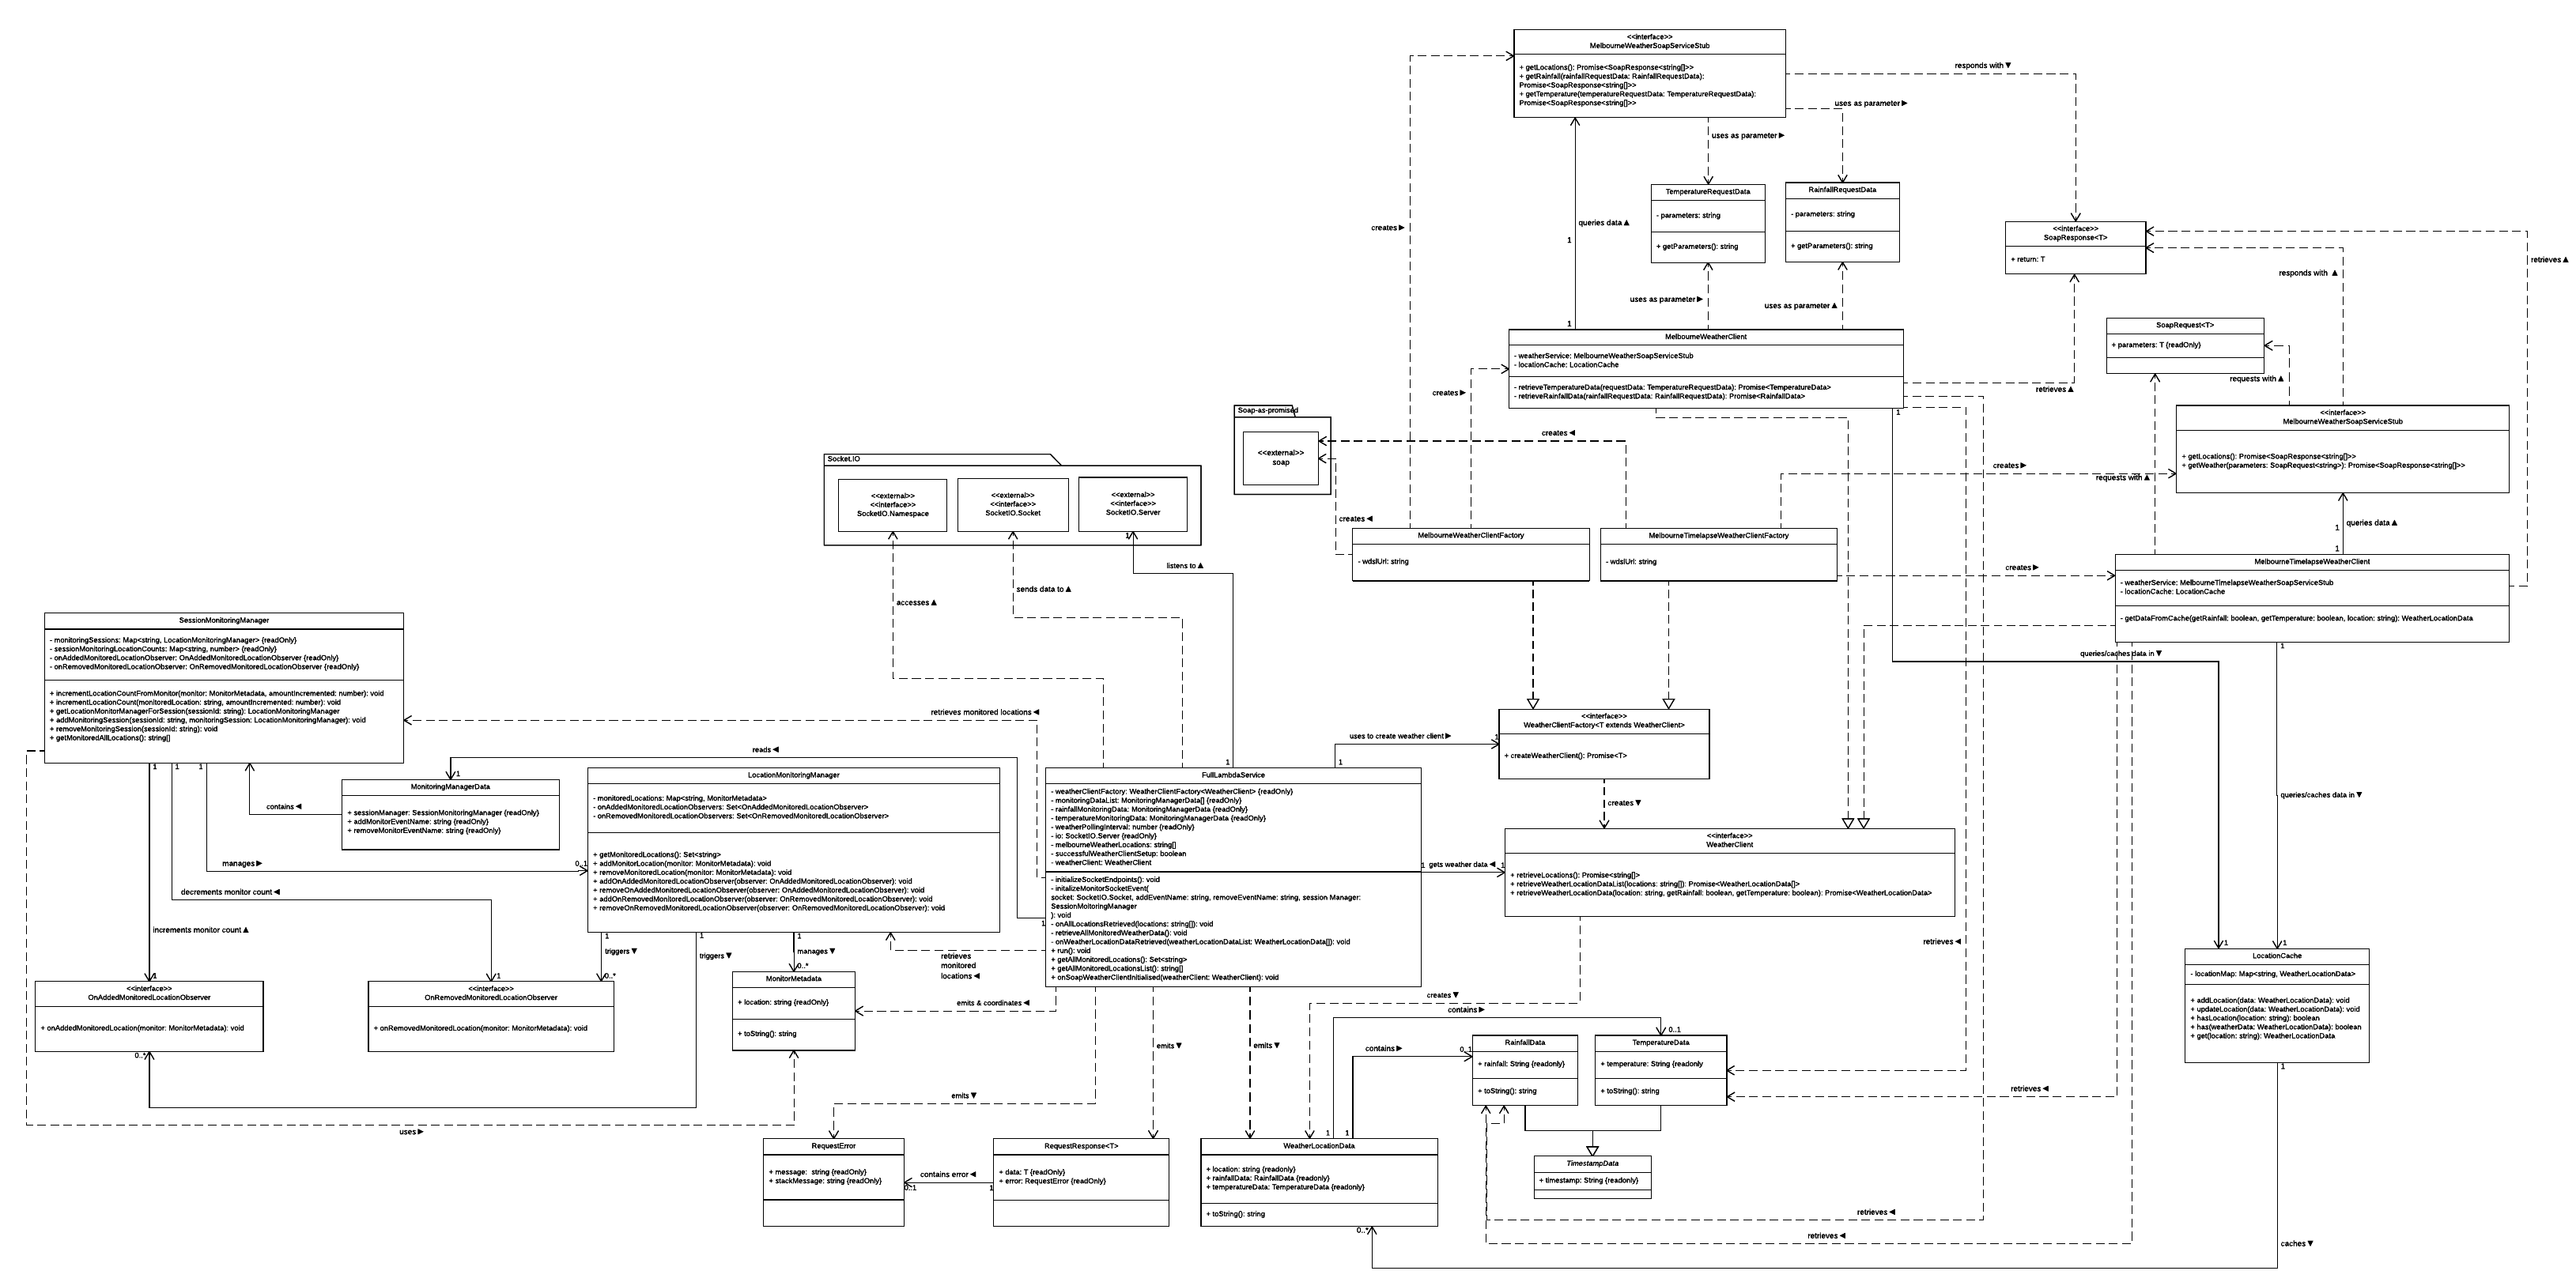 <<interface>>
MelbourneWeatherSoapServiceStub
+ getLocations(): Promise<SoapResponse<string[]>>
+ getRainfall(rainfallRequestData: RainfallRequestData):
Promise<SoapResponse<string[]>>
+ getTemperature(temperatureRequestData: TemperatureRequestData):
Promise<SoapResponse<string[]>>
responds with ▼
uses as parameter ▶
uses as parameter ▶
creates ▶
queries data ▲
1
1
TemperatureRequestData
- parameters: string
+ getParameters(): string
RainfallRequestData
- parameters: string
+ getParameters(): string
<<interface>>
SoapResponse<T>
+ return: T
retrieves ▲
responds with ▲
uses as parameter ▶
uses as parameter ▲
SoapRequest<T>
+ parameters: T {readOnly}
requests with ▲
MelbourneWeatherClient
- weatherService: MelbourneWeatherSoapServiceStub
- locationCache: LocationCache
- retrieveTemperatureData(requestData: TemperatureRequestData): Promise<TemperatureData>
- retrieveRainfallData(rainfallRequestData: RainfallRequestData): Promise<RainfallData>
retrieves ▲
1
creates ▶
Soap-as-promised
<<external>>
soap
creates ◀
creates ◀
<<interface>>
MelbourneWeatherSoapServiceStub
+ getLocations(): Promise<SoapResponse<string[]>>
+ getWeather(parameters: SoapRequest<string>): Promise<SoapResponse<string[]>>
creates ▶
requests with ▲
queries data ▲
1
1
Socket.IO
<<external>>
<<interface>>
SocketIO.Namespace
<<external>>
<<interface>>
SocketIO.Socket
<<external>>
<<interface>>
SocketIO.Server
1
listens to ▲
sends data to ▲
accesses ▲
MelbourneWeatherClientFactory
- wdslUrl: string
MelbourneTimelapseWeatherClientFactory
- wdslUrl: string
creates ▶
MelbourneTimelapseWeatherClient
- weatherService: MelbourneTimelapseWeatherSoapServiceStub
- locationCache: LocationCache
- getDataFromCache(getRainfall: boolean, getTemperature: boolean, location: string): WeatherLocationData
1
queries/caches data in ▼
SessionMonitoringManager
- monitoringSessions: Map<string, LocationMonitoringManager> {readOnly}
- sessionMonitoringLocationCounts: Map<string, number> {readOnly}
- onAddedMonitoredLocationObserver: OnAddedMonitoredLocationObserver {readOnly}
- onRemovedMonitoredLocationObserver: OnRemovedMonitoredLocationObserver {readOnly}
+ incrementLocationCountFromMonitor(monitor: MonitorMetadata, amountIncremented: number): void
+ incrementLocationCount(monitoredLocation: string, amountIncremented: number): void
+ getLocationMonitorManagerForSession(sessionId: string): LocationMonitoringManager
+ addMonitoringSession(sessionId: string, monitoringSession: LocationMonitoringManager): void
+ removeMonitoringSession(sessionId: string): void
+ getMonitoredAllLocations(): string[]
1
1
1
retrieves monitored locations ◀
reads ◀
1
<<interface>>
WeatherClientFactory<T extends WeatherClient>
+ createWeatherClient(): Promise<T>
uses to create weather client ▶
1
1
1
creates ▼
MonitoringManagerData
+ sessionManager: SessionMonitoringManager {readOnly}
+ addMonitorEventName: string {readOnly}
+ removeMonitorEventName: string {readOnly}
contains ◀
manages ▶
0..1
decrements monitor count ◀
increments monitor count ▲
LocationMonitoringManager
- monitoredLocations: Map<string, MonitorMetadata>
- onAddedMonitoredLocationObservers: Set<OnAddedMonitoredLocationObserver>
- onRemovedMonitoredLocationObservers: Set<OnRemovedMonitoredLocationObserver>
+ getMonitoredLocations(): Set<string>
+ addMonitorLocation(monitor: MonitorMetadata): void
+ removeMonitoredLocation(monitor: MonitorMetadata): void
+ addOnAddedMonitoredLocationObserver(observer: OnAddedMonitoredLocationObserver): void
+ removeOnAddedMonitoredLocationObserver(observer: OnAddedMonitoredLocationObserver): void
+ addOnRemovedMonitoredLocationObserver(observer: OnRemovedMonitoredLocationObserver): void
+ removeOnRemovedMonitoredLocationObserver(observer: OnRemovedMonitoredLocationObserver): void
1
1
1
triggers ▼
triggers ▼
manages ▼
0..*
0..*
FullLambdaService
- weatherClientFactory: WeatherClientFactory<WeatherClient> {readOnly}
- monitoringDataList: MonitoringManagerData[] {readOnly}
- rainfallMonitoringData: MonitoringManagerData {readOnly}
- temperatureMonitoringData: MonitoringManagerData {readOnly}
- weatherPollingInterval: number {readOnly}
- io: SocketIO.Server {readOnly}
- melbourneWeatherLocations: string[]
- successfulWeatherClientSetup: boolean
- weatherClient: WeatherClient
- initializeSocketEndpoints(): void
- initalizeMonitorSocketEvent(
socket: SocketIO.Socket, addEventName: string, removeEventName: string, session Manager:
SessionMoltoringManager
): void
- onAllLocationsRetrieved(locations: string[]): void
- retrieveAllMonitoredWeatherData(): void
- onWeatherLocationDataRetrieved(weatherLocationDataList: WeatherLocationData[]): void
+ run(): void
+ getAllMonitoredLocations(): Set<string>
+ getAllMonitoredLocationsList(): string[]
+ onSoapWeatherClientInitialised(weatherClient: WeatherClient): void
1
1
gets weather data ◀
1
retrieves
monitored
locations ◀
<<interface>>
WeatherClient
+ retrieveLocations(): Promise<string[]>
+ retrieveWeatherLocationDataList(locations: string[]): Promise<WeatherLocationData[]>
+ retrieveWeatherLocationData(location: string, getRainfall: boolean, getTemperature: boolean): Promise<WeatherLocationData>
queries/caches data in ▼
retrieves ◀
1
1
LocationCache
- locationMap: Map<string, WeatherLocationData>
+ addLocation(data: WeatherLocationData): void
+ updateLocation(data: WeatherLocationData): void
+ hasLocation(location: string): boolean
+ has(weatherData: WeatherLocationData): boolean
+ get(location: string): WeatherLocationData
1
1
1
<<interface>>
OnAddedMonitoredLocationObserver
+ onAddedMonitoredLocation(monitor: MonitorMetadata): void
0..*
<<interface>>
OnRemovedMonitoredLocationObserver
+ onRemovedMonitoredLocation(monitor: MonitorMetadata): void
MonitorMetadata
+ location: string {readOnly}
+ toString(): string
emits & coordinates ◀
emits ▼
emits ▼
emits ▼
creates ▼
contains ▶
contains ▶
0..1
0..1
RainfallData
+ rainfall: String {readonly}
+ toString(): string
TemperatureData
+ temperature: String {readonly
+ toString(): string
retrieves ◀
uses ▶
RequestError
+ message:  string {readOnly}
+ stackMessage: string {readOnly}
contains error ◀
0..1
1
RequestResponse<T>
+ data: T {readOnly}
+ error: RequestError {readOnly}
1
1
WeatherLocationData
+ location: string {readonly}
+ rainfallData: RainfallData {readonly}
+ temperatureData: TemperatureData {readonly}
+ toString(): string
0..*
TimestampData
+ timestamp: String {readonly}
retrieves ◀
retrieves ◀
caches ▼